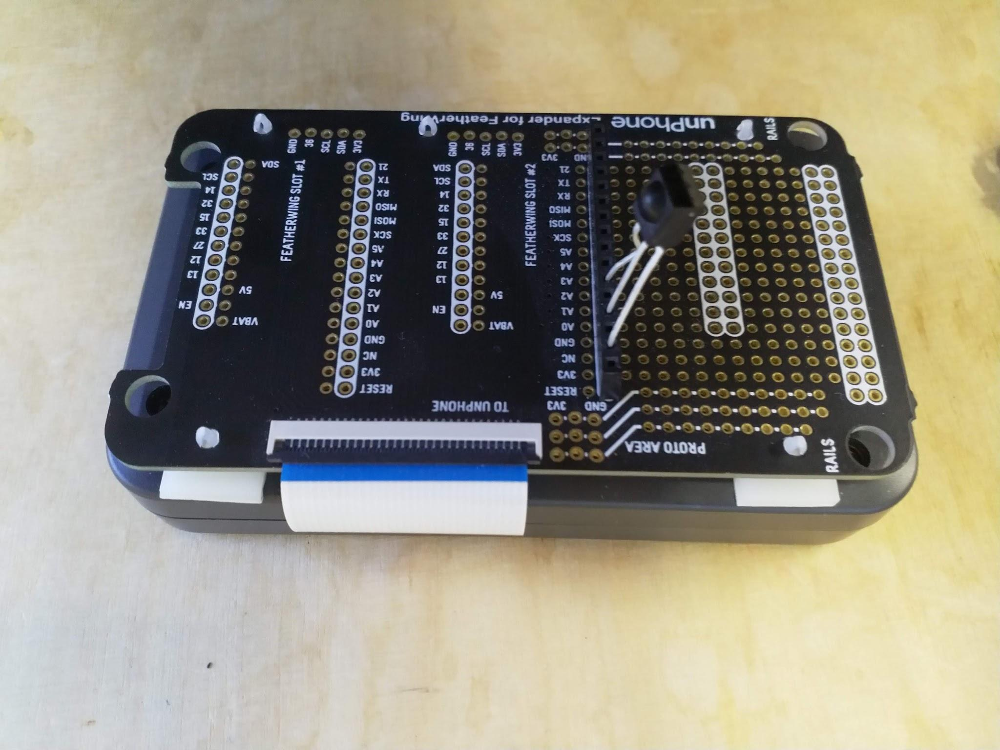 unPhone
Expander for FeatherWing
RAILS
GND
36
SCL
SDA
3V3
GND
36
SCL
SDA
3V3
3V3 GND
FEATHERWING SLOT #1
SDA
SCL
14
32
15
33
27
12
13
5V
EN
VBAT
21
TX
RX
MISO
MOSI
SCK
A5
A4
A3
A2
A1
A0
GND
NC
3V3
RESET
FEATHERWING SLOT #2
SDA
SCL
14
32
15
33
27
12
13
5V
EN
VBAT
21
TX
RX
MISO
MOSI
SCK
A5
A4
A3
A2
A1
A0
GND
NC
3V3
RESET
3V3 GND
TO UNPHONE
PROTO AREA
RAILS